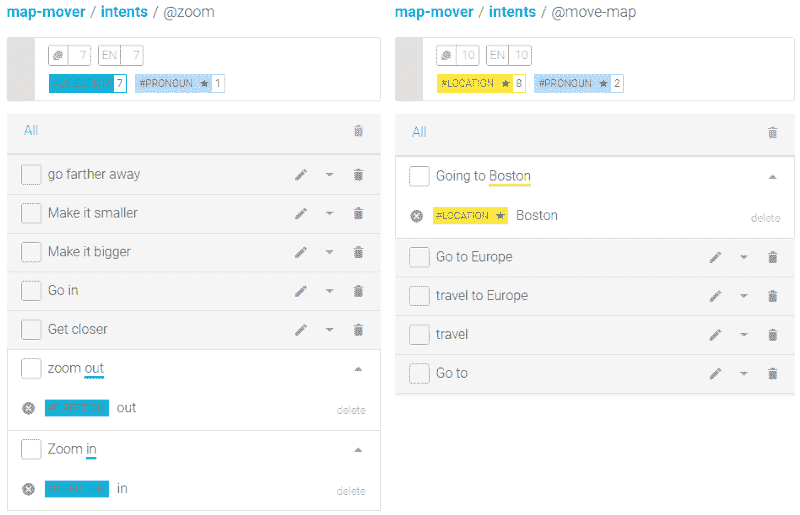 map-mover / intents / @zoom
7 EN 7
7 #PRONOUN ★ 1
All
go farther away
Make it smaller
Make it bigger
Go in
Get closer
zoom out
out delete
Zoom in
in delete
map-mover / intents / @move-map
10 EN 10
#LOCATION ★ 8 #PRONOUN ★ 2
All
Going to Boston
#LOCATION ★ Boston delete
Go to Europe
travel to Europe
travel
Go to